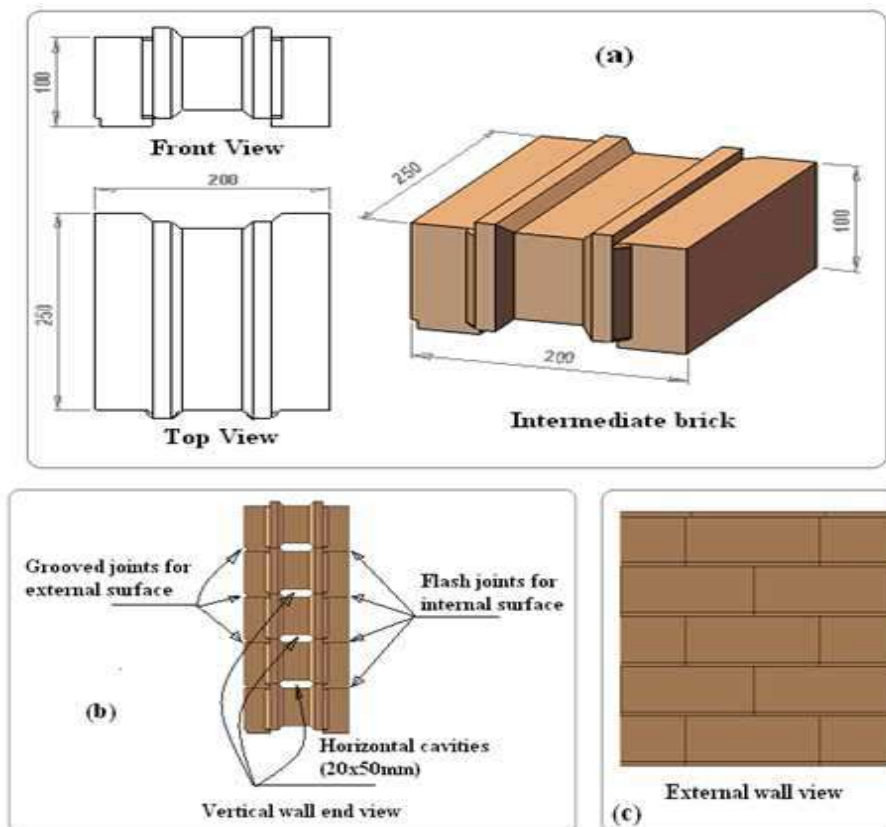 (a)
100
Front View
200
250
Top View
250
100
200
Intermediate brick
Grooved joints for
external surface
Flash joints for
internal surface
(b)
Horizontal cavities
(20x50mm)
Vertical wall end view
External wall view
(c)